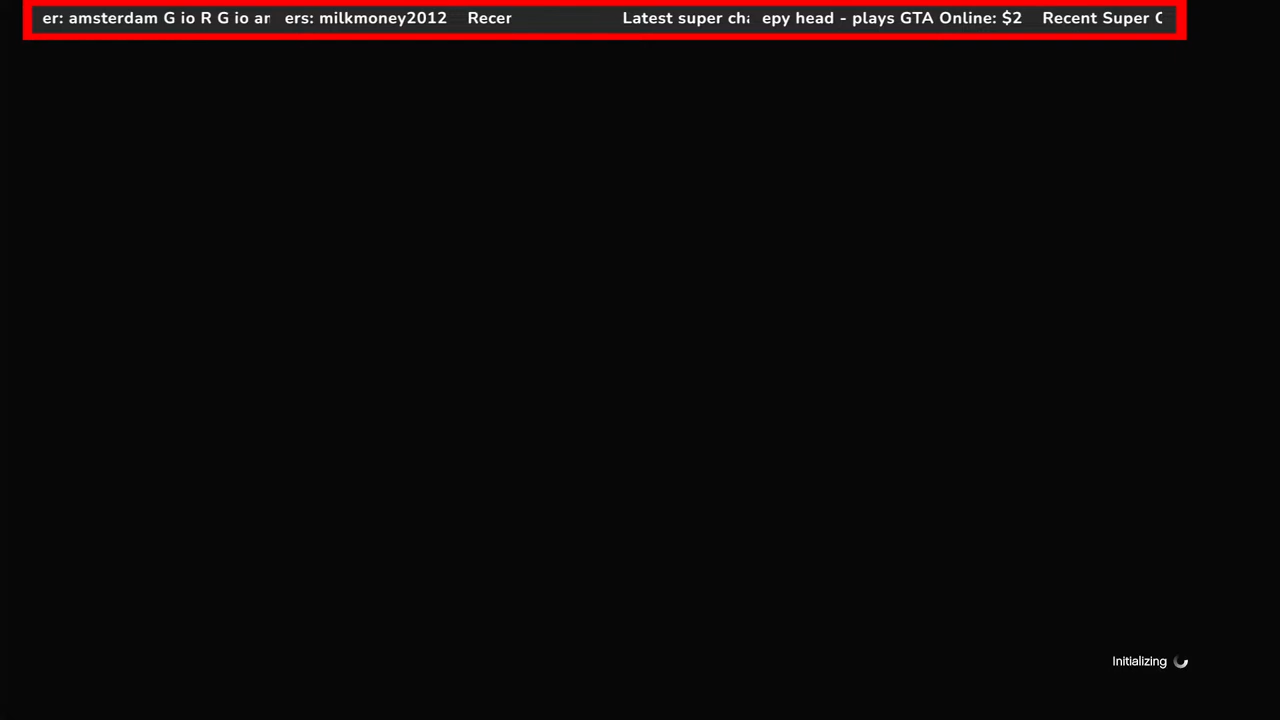 er: amsterdam G io R G io ar ers: milkmoney2012 Recer Latest super cha epy head - plays GTA Online: $2 Recent Super C
Initializing